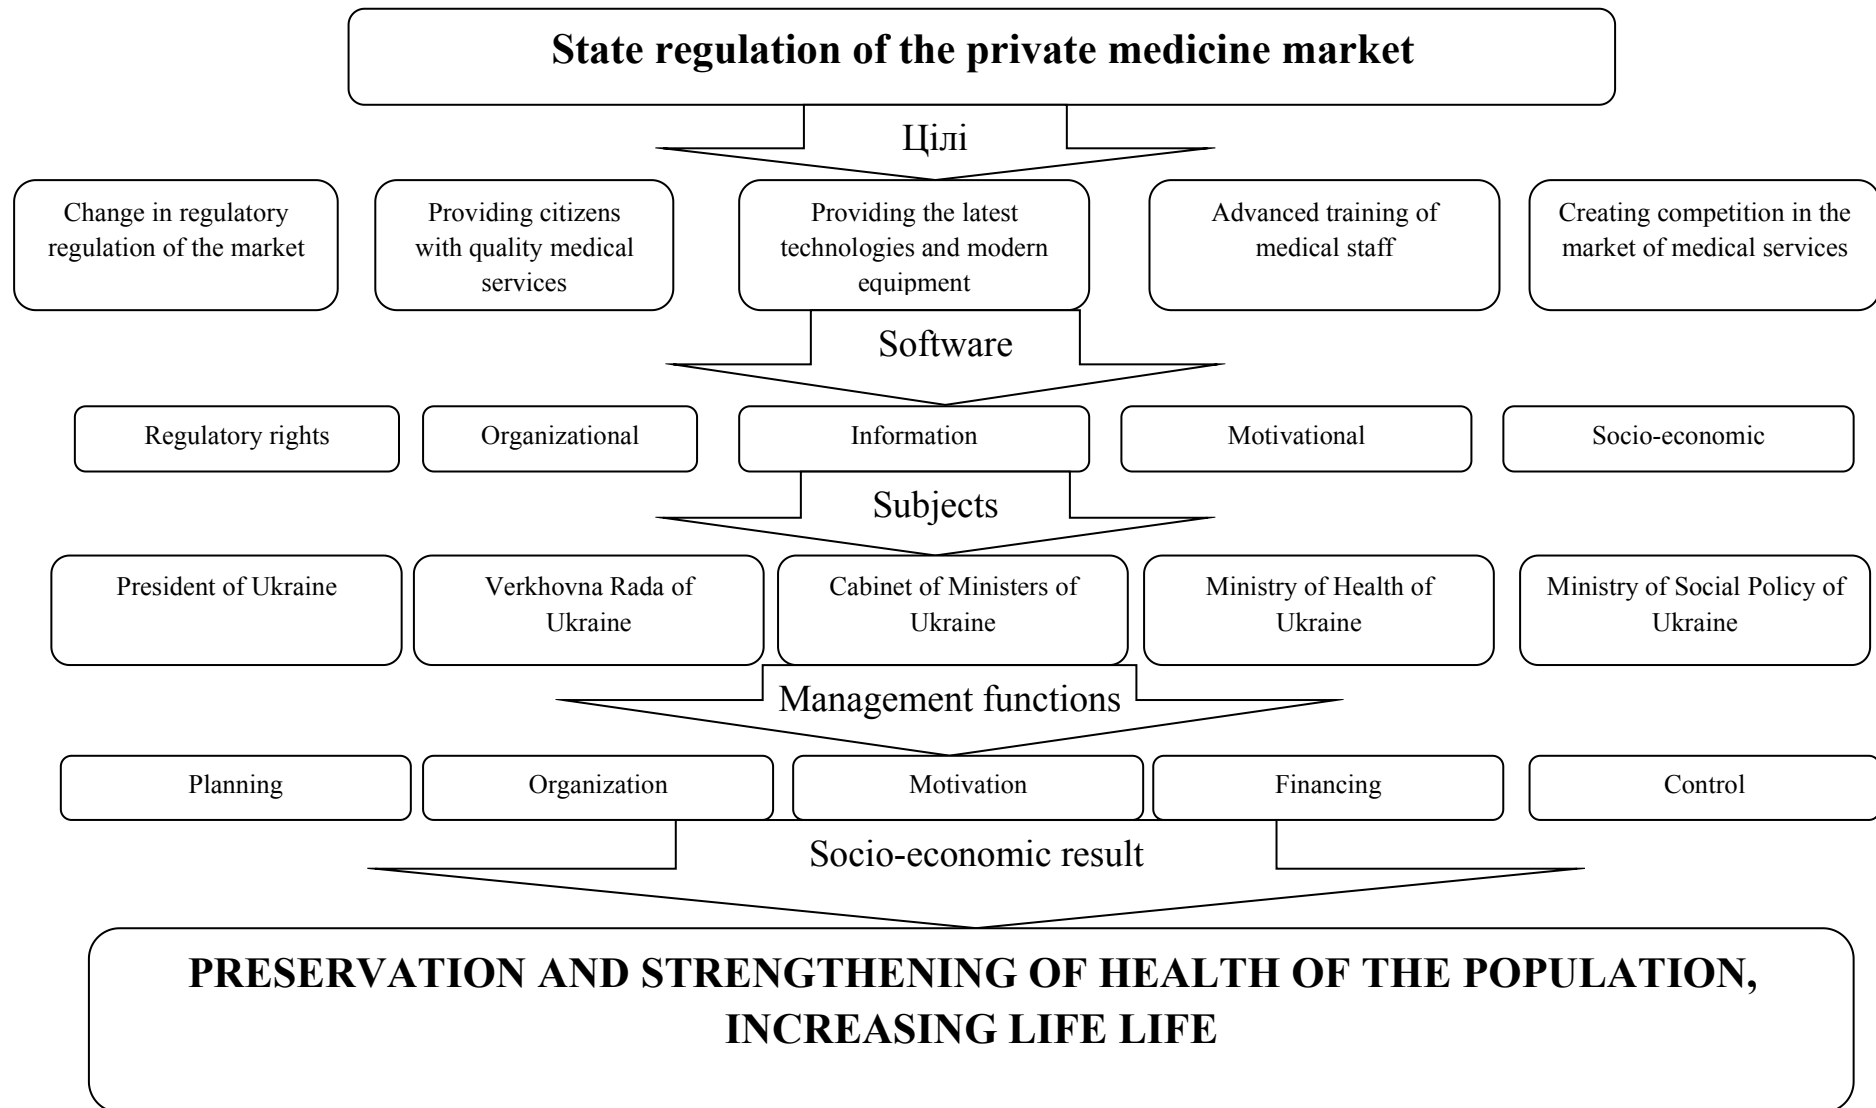 State regulation of the private medicine market
Цілі
Change in regulatory
regulation of the market
Providing citizens
with quality medical
services
Providing the latest
technologies and modern
equipment
Advanced training of
medical staff
Creating competition in the
market of medical services
Software
Regulatory rights
Organizational
Information
Motivational
Socio-economic
Subjects
President of Ukraine
Verkhovna Rada of
Ukraine
Cabinet of Ministers of
Ukraine
Ministry of Health of
Ukraine
Ministry of Social Policy of
Ukraine
Management functions
Planning
Organization
Motivation
Financing
Control
Socio-economic result
PRESERVATION AND STRENGTHENING OF HEALTH OF THE POPULATION,
INCREASING LIFE LIFE